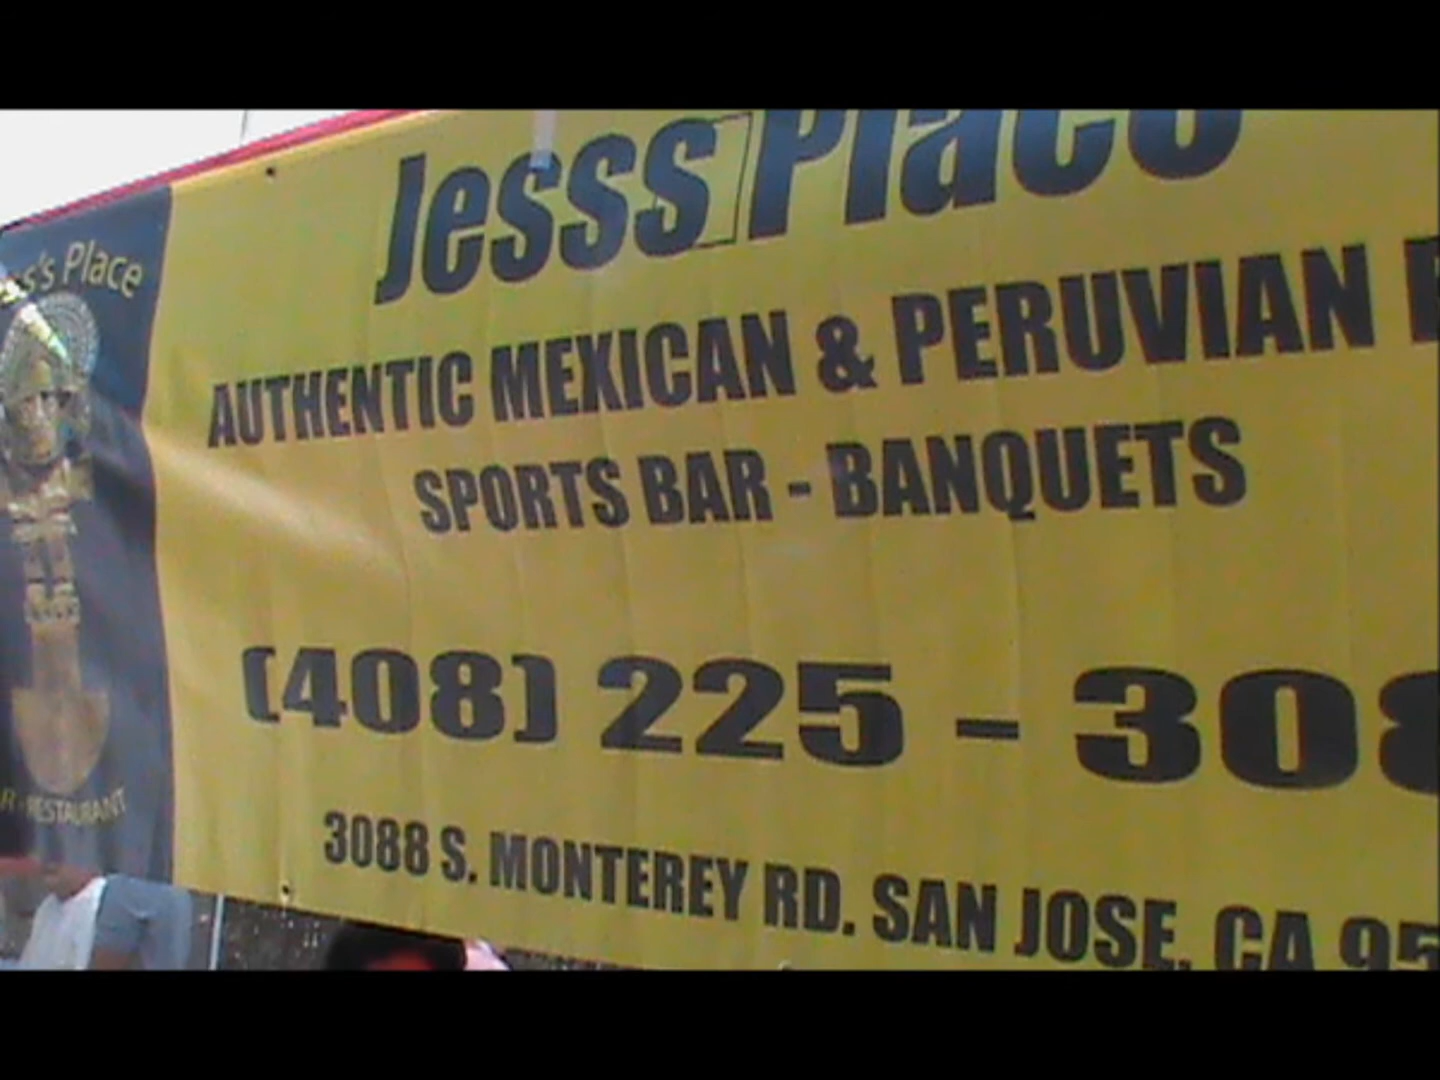 Jesss Place
's Place
AUTHENTIC MEXICAN & PERUVIAN
SPORTS BAR - BANQUETS
(408) 225 - 308
RESTAURANT
3088 S. MONTEREY RD. SAN JOSE, CA 95